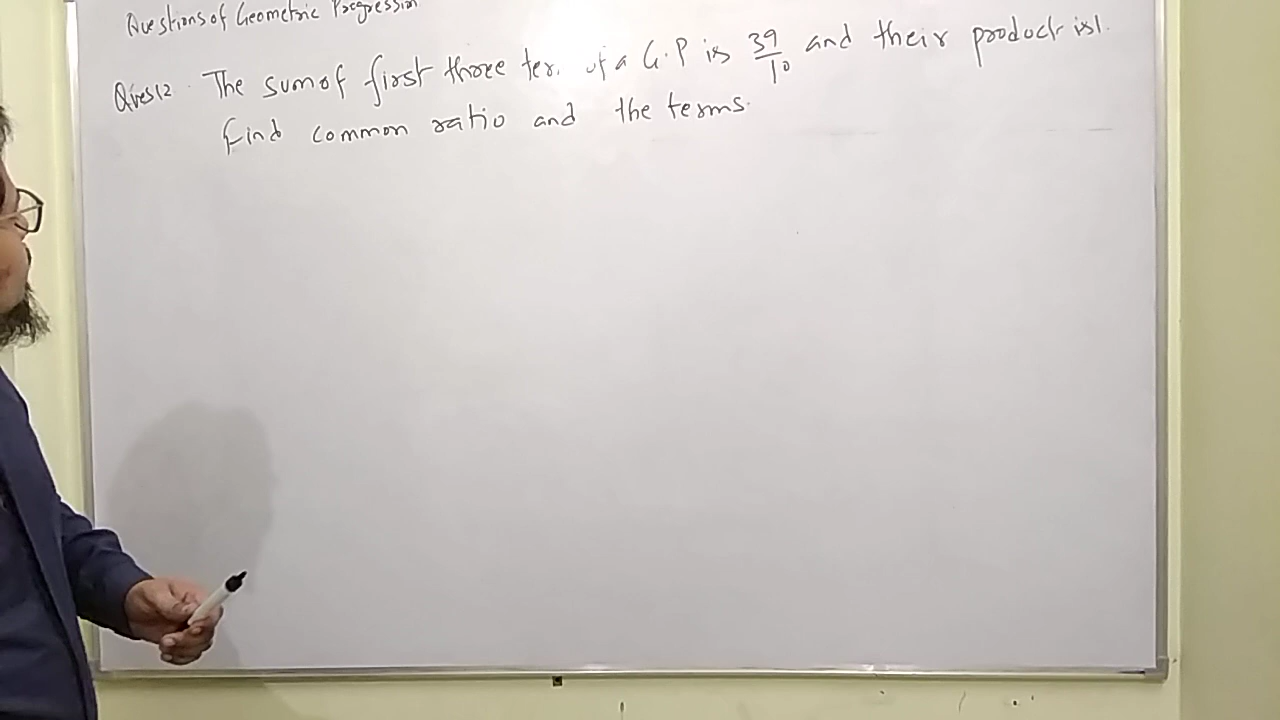 Questions of Geometric Progression
Ques12. The sum of first three ter. of a G.P is 39/10 and their product is 1.
Find common ratio and the terms.